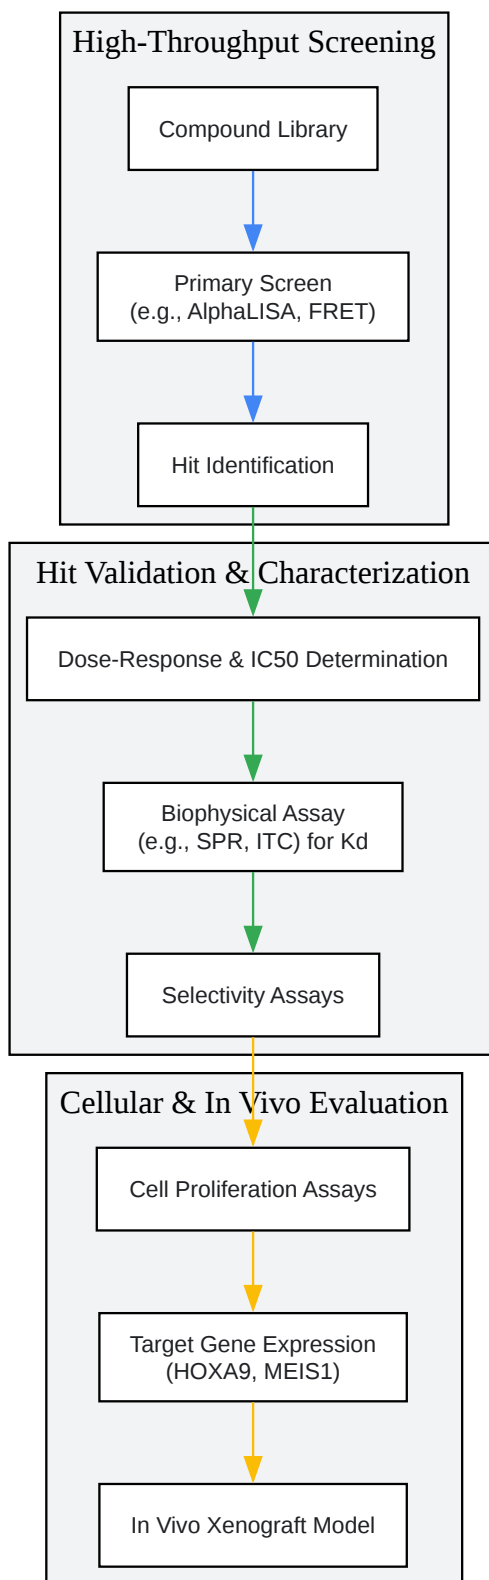 High-Throughput Screening
Compound Library
Primary Screen
(e.g., AlphaLISA, FRET)
Hit Identification
Hit Validation & Characterization
Dose-Response & IC50 Determination
Biophysical Assay
(e.g., SPR, ITC) for Kd
Selectivity Assays
Cellular & In Vivo Evaluation
Cell Proliferation Assays
Target Gene Expression
(HOXA9, MEIS1)
In Vivo Xenograft Model